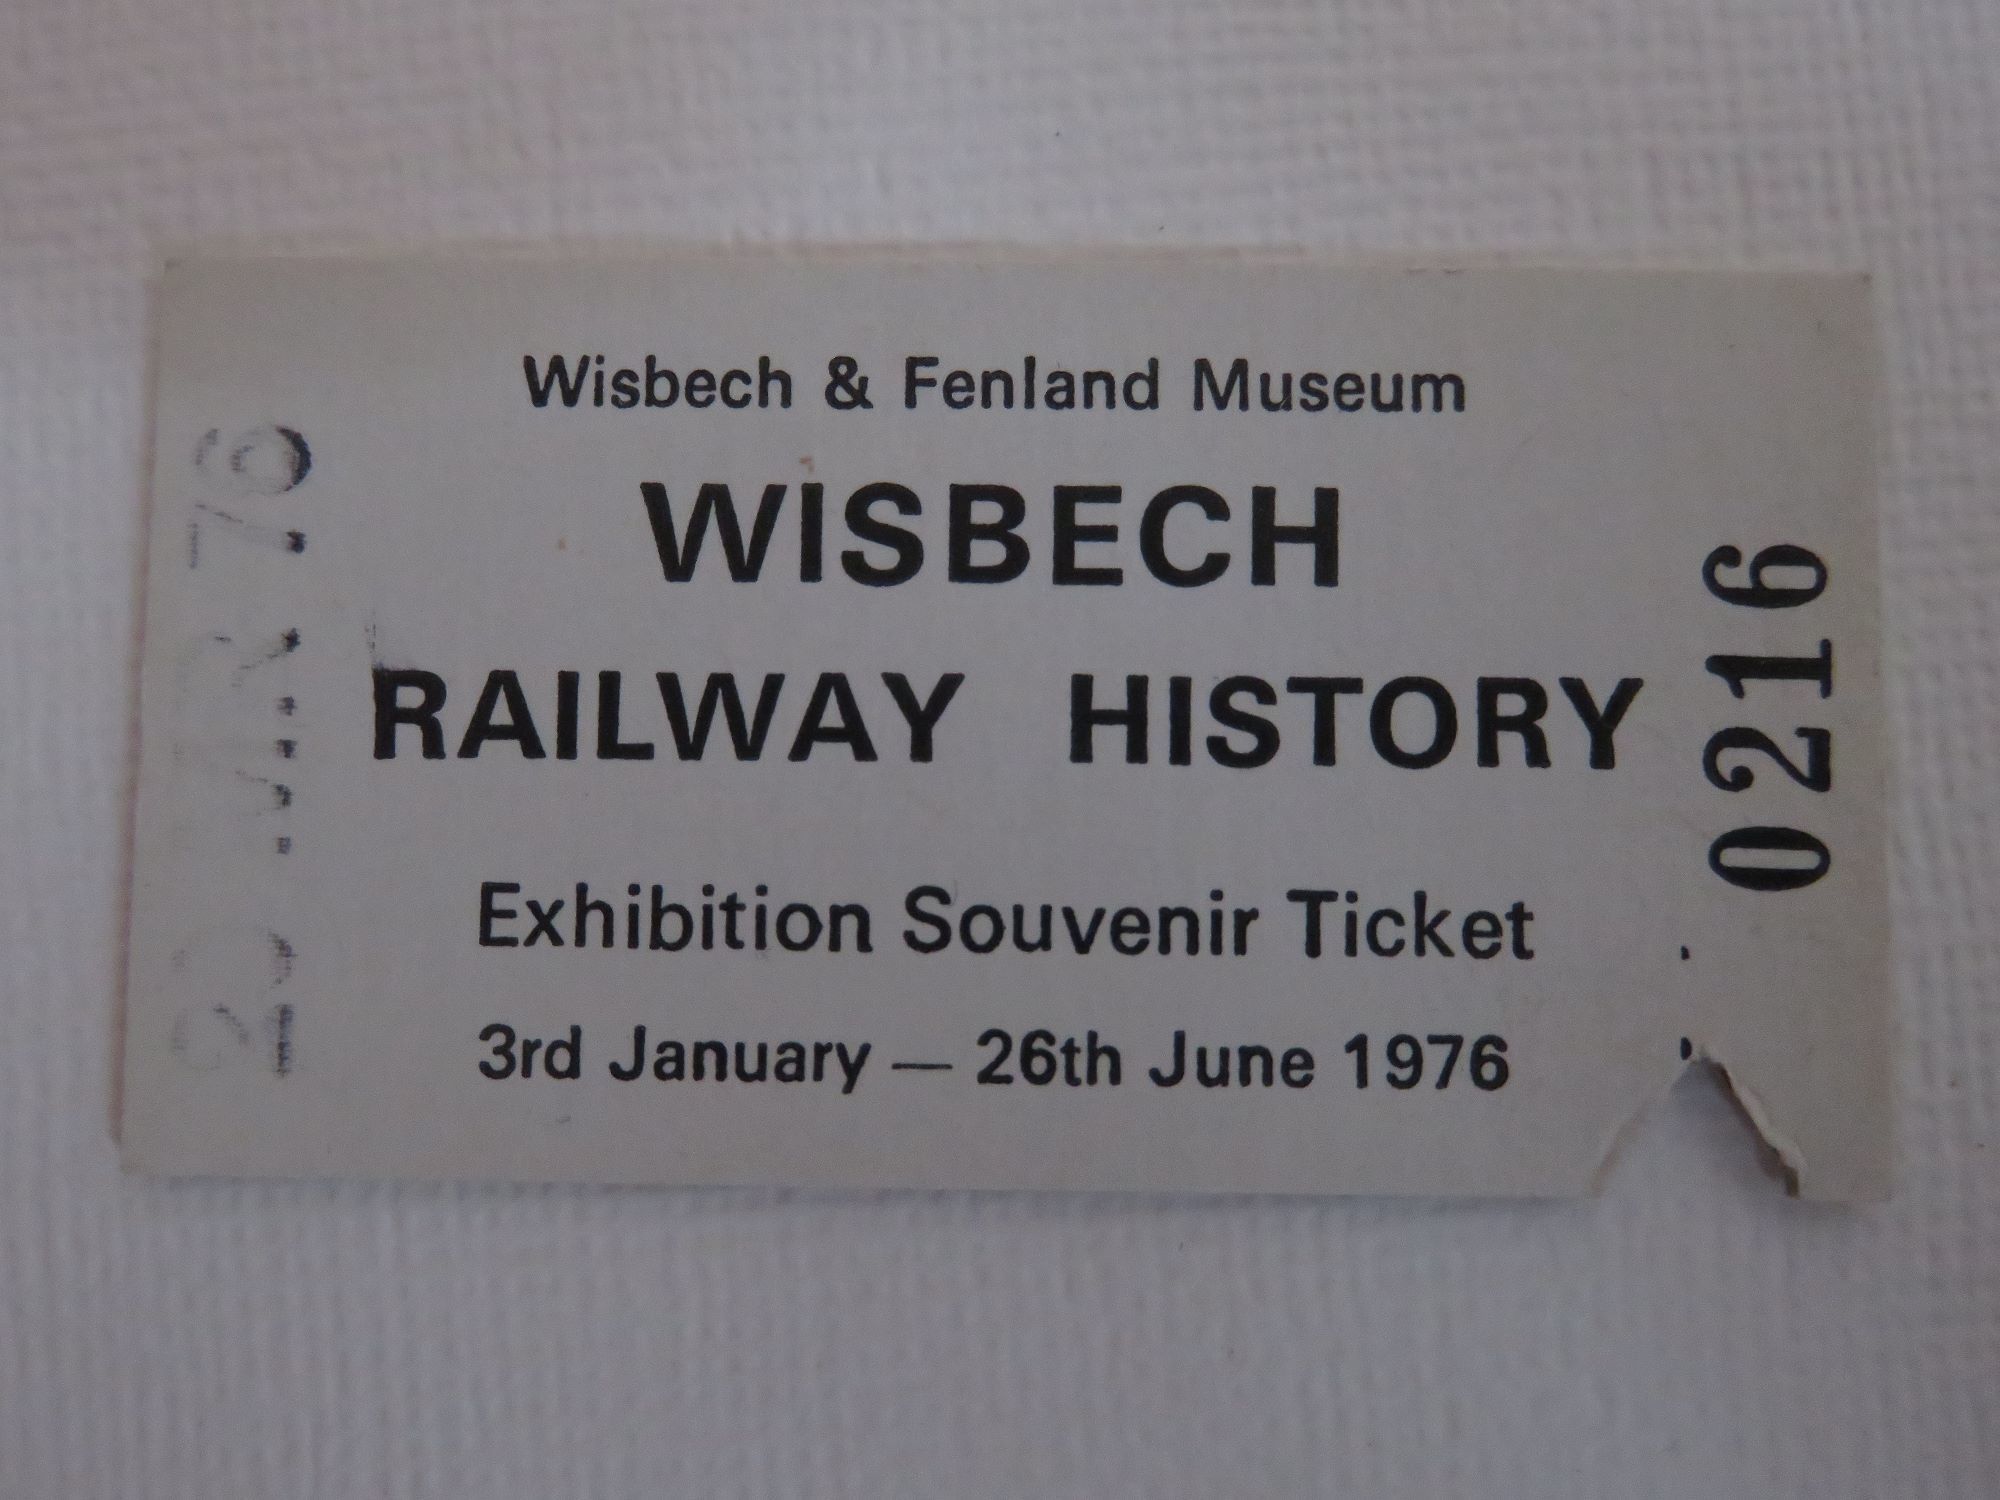 Wisbech & Fenland Museum
WISBECH
RAILWAY HISTORY
Exhibition Souvenir Ticket
3rd January — 26th June 1976
0216